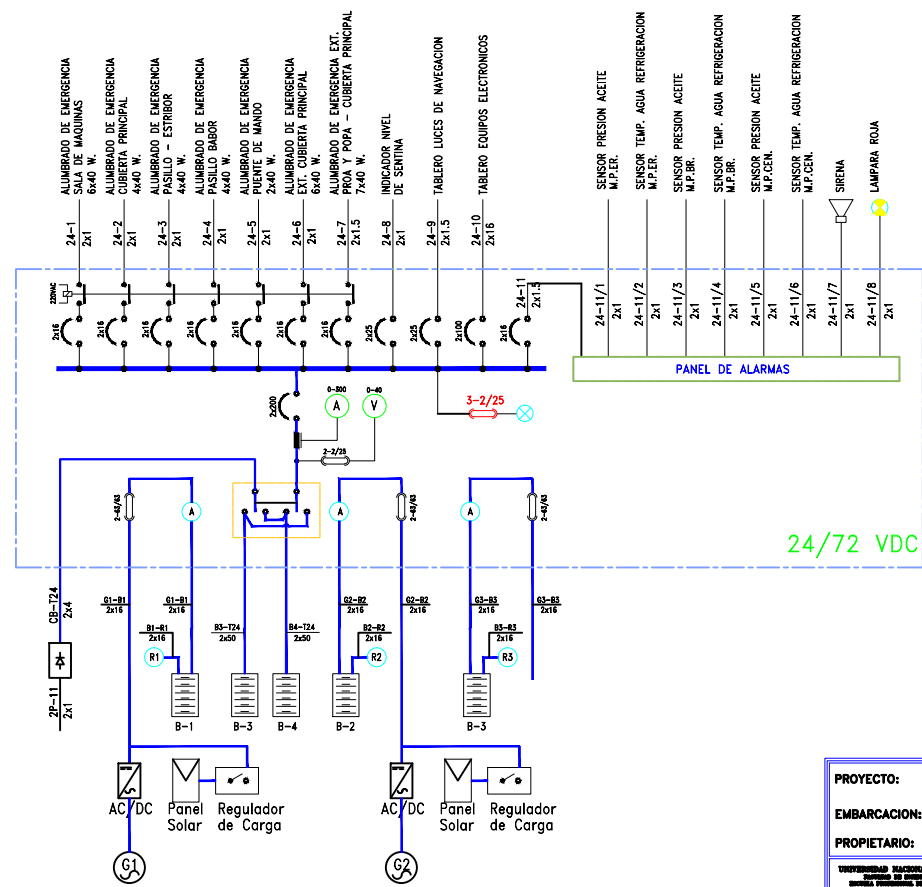 ALUMBRADO DE EMERGENCIA
SALA DE MAQUINAS
6x40 W.
ALUMBRADO DE EMERGENCIA
CUBIERTA PRINCIPAL
4x40 W.
ALUMBRADO DE EMERGENCIA
PASILLO - ESTRIBOR
4x40 W.
ALUMBRADO DE EMERGENCIA
PASILLO BABOR
4x40 W.
ALUMBRADO DE EMERGENCIA
PUENTE DE MANDO
2x40 W.
ALUMBRADO DE EMERGENCIA
EXT. CUBIERTA PRINCIPAL
6x40 W.
ALUMBRADO DE EMERGENCIA EXT.
PROA Y POPA - CUBIERTA PRINCIPAL
7x40 W.
INDICADOR NIVEL
DE SENTINA
TABLERO LUCES DE NAVEGACION
TABLERO EQUIPOS ELECTRONICOS
SENSOR PRESION ACEITE
M.P.ER.
SENSOR TEMP. AGUA REFRIGERACION
M.P.ER.
SENSOR PRESION ACEITE
M.P.BR.
SENSOR TEMP. AGUA REFRIGERACION
M.P.BR.
SENSOR PRESION ACEITE
M.P.CEN.
SENSOR TEMP. AGUA REFRIGERACION
M.P.CEN.
SIRENA
LAMPARA ROJA
24-1
2x1
24-2
2x1
24-3
2x1
24-4
2x1
24-5
2x1
24-6
2x1
24-7
2x1.5
24-8
2x1
24-9
2x1.5
24-10
2x16
24-11
2x1.5
24-11/1
2x1
24-11/2
2x1
24-11/3
2x1
24-11/4
2x1
24-11/5
2x1
24-11/6
2x1
24-11/7
2x1
24-11/8
2x1
220VAC
2x16
2x16
2x16
2x16
2x16
2x16
2x16
2x25
2x25
2x100
2x16
PANEL DE ALARMAS
2x200
0-500
A
0-40
V
2-2/25
3-2/25
2-63/63
A
A
2-63/63
A
2-63/63
24/72 VDC
CB-T24
2x4
G1-B1
2x16
G1-B1
2x16
B1-R1
2x16
B3-T24
2x50
B4-T24
2x50
G2-B2
2x16
B2-R2
2x16
G2-B2
2x16
G3-B3
2x16
B3-R3
2x16
G3-B3
2x16
R1
R2
R3
2P-11
2x1
B-1
B-3
B-4
B-2
B-3
AC/DC
Panel
Solar
Regulador
de Carga
AC/DC
Panel
Solar
Regulador
de Carga
G1
G2
PROYECTO:
EMBARCACION:
PROPIETARIO:
UNIVERSIDAD NACION